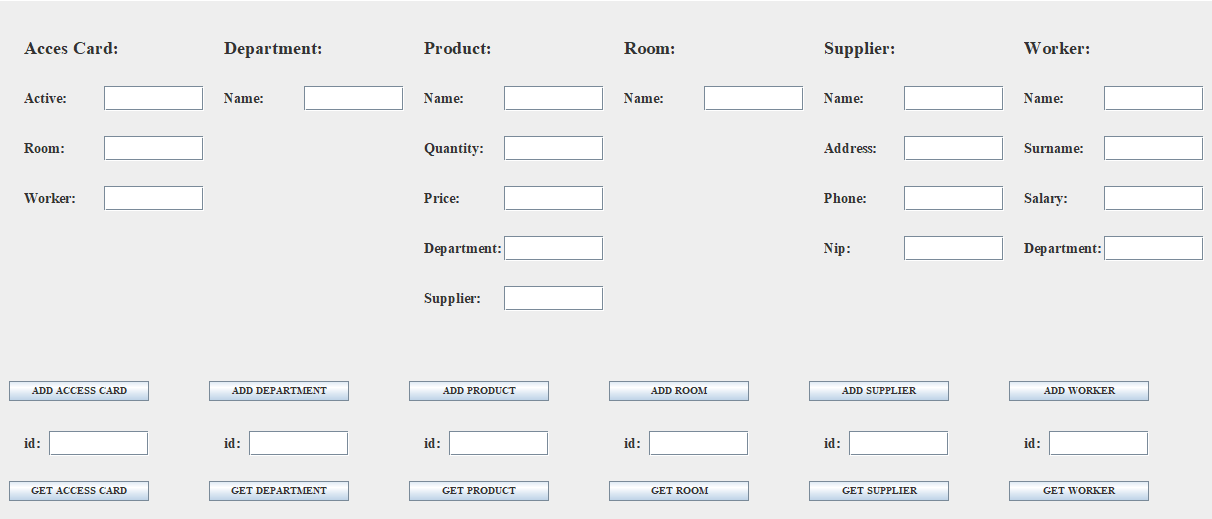 Acces Card: Department: Product: Room: Supplier: Worker:
Active: Name: Name: Name: Name: Name:
Room: Quantity: Address: Surname:
Worker: Price: Phone: Salary:
Department: Nip: Department:
Supplier:
ADD ACCESS CARD ADD DEPARTMENT ADD PRODUCT ADD ROOM ADD SUPPLIER ADD WORKER
id: id: id: id: id: id:
GET ACCESS CARD GET DEPARTMENT GET PRODUCT GET ROOM GET SUPPLIER GET WORKER